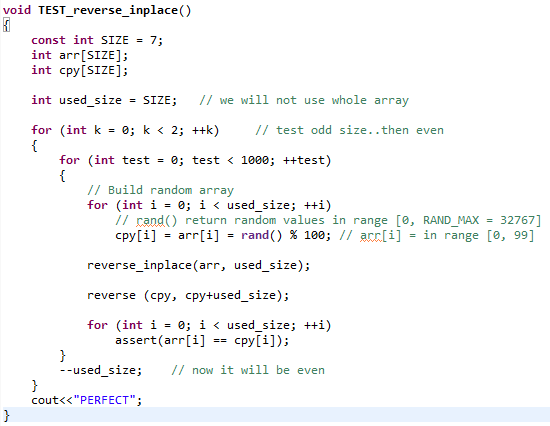 void TEST_reverse_inplace()
{
    const int SIZE = 7;
    int arr[SIZE];
    int cpy[SIZE];

    int used_size = SIZE;   // we will not use whole array

    for (int k = 0; k < 2; ++k)     // test odd size..then even
    {
        for (int test = 0; test < 1000; ++test)
        {
            // Build random array
            for (int i = 0; i < used_size; ++i)
                // rand() return random values in range [0, RAND_MAX = 32767]
                cpy[i] = arr[i] = rand() % 100; // arr[i] = in range [0, 99]

            reverse_inplace(arr, used_size);

            reverse (cpy, cpy+used_size);

            for (int i = 0; i < used_size; ++i)
                assert(arr[i] == cpy[i]);
        }
        --used_size;    // now it will be even
    }
    cout<<"PERFECT";
}